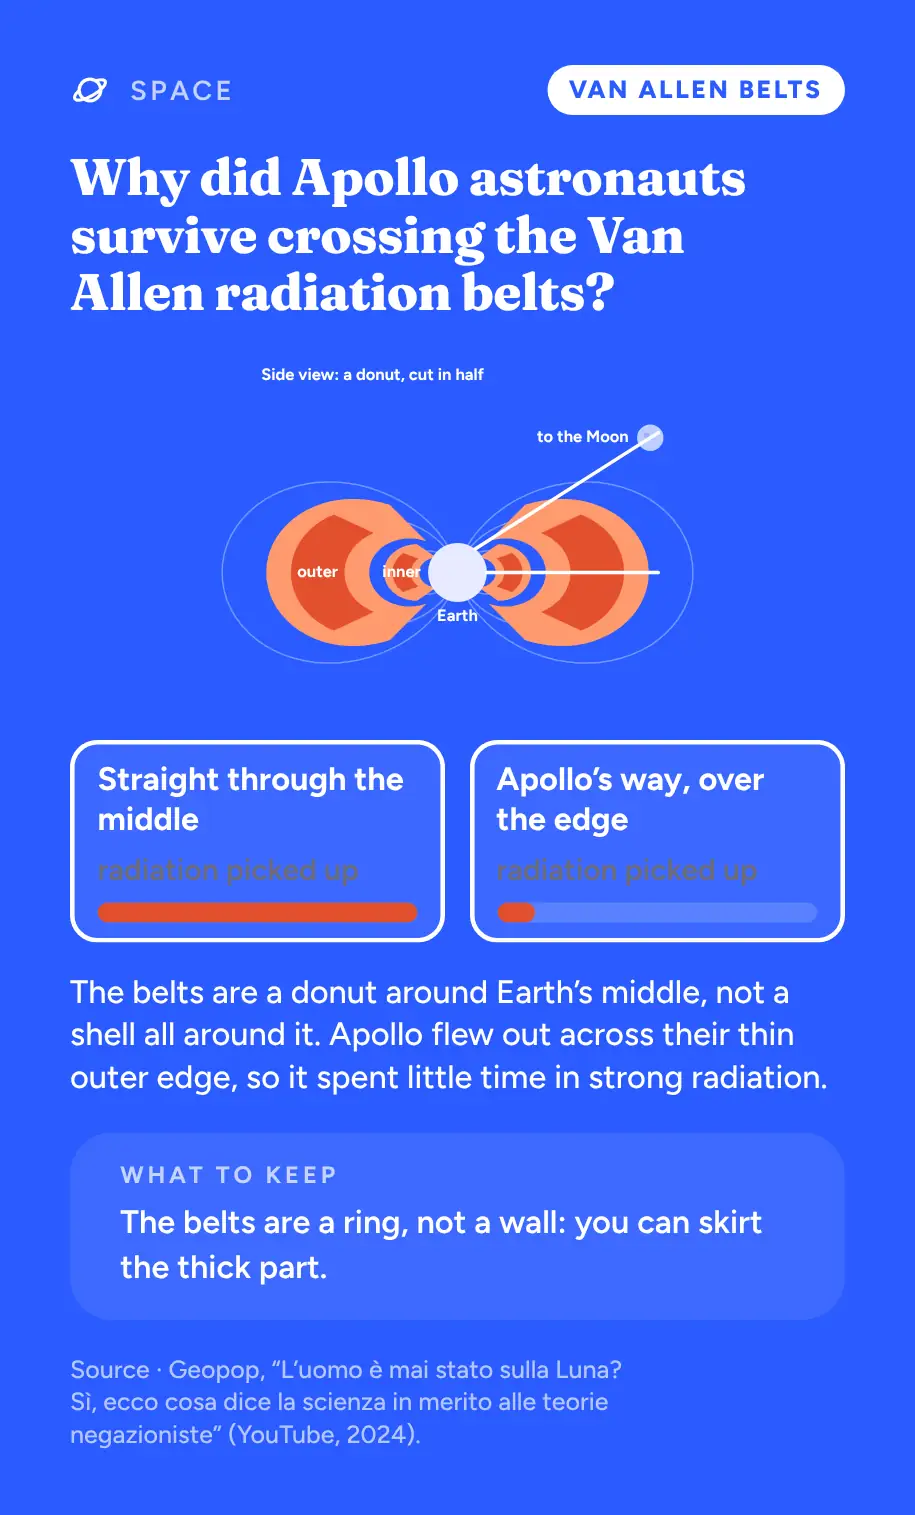 SPACE
VAN ALLEN BELTS
Why did Apollo astronauts
survive crossing the Van
Allen radiation belts?
Side view: a donut, cut in half
to the Moon
outer
inner
Earth
Straight through the
middle
radiation picked up
Apollo’s way, over
the edge
radiation picked up
The belts are a donut around Earth’s middle, not a
shell all around it. Apollo flew out across their thin
outer edge, so it spent little time in strong radiation.
WHAT TO KEEP
The belts are a ring, not a wall: you can skirt
the thick part.
Source · Geopop, “L’uomo è mai stato sulla Luna?
Sì, ecco cosa dice la scienza in merito alle teorie
negazioniste” (YouTube, 2024).